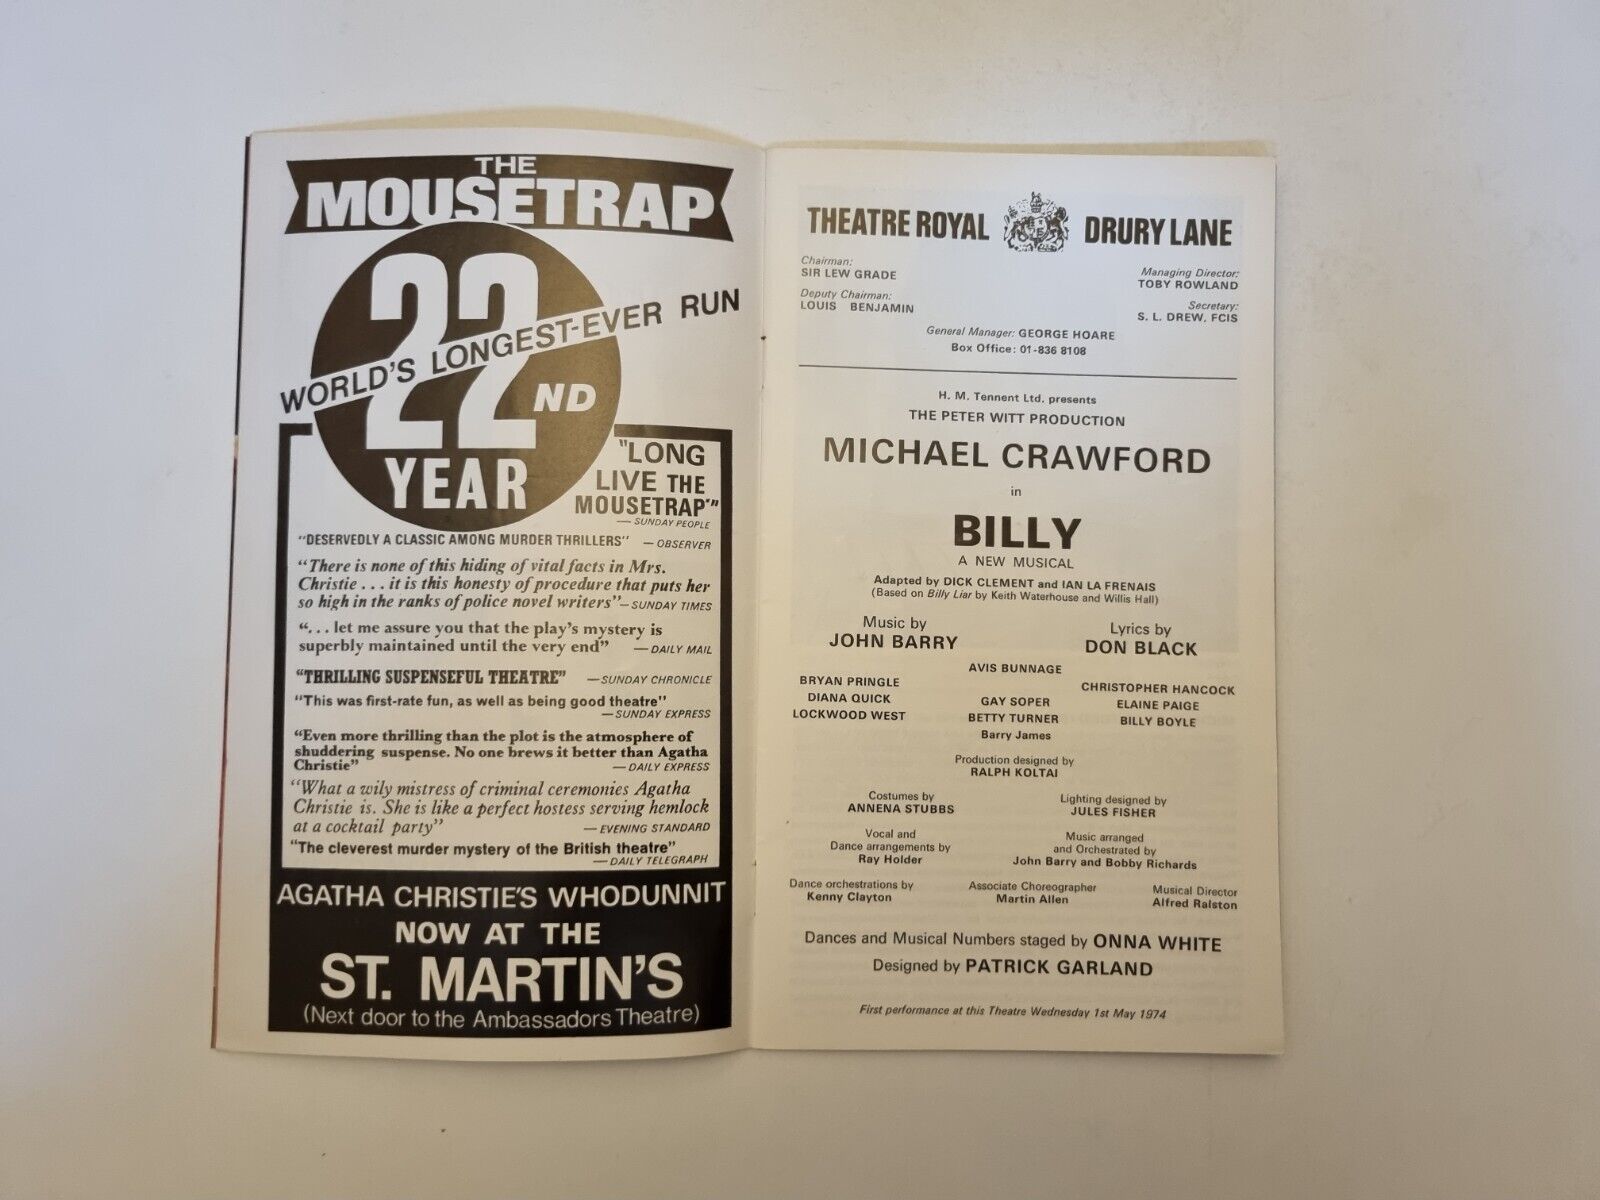 THE
MOUSETRAP
22
ND
YEAR
WORLD'S LONGEST-EVER RUN
"LONG
LIVE THE
MOUSETRAP"
— SUNDAY PEOPLE
"DESERVEDLY A CLASSIC AMONG MURDER THRILLERS" — OBSERVER
"There is none of this hiding of vital facts in Mrs.
Christie . . . it is this honesty of procedure that puts her
so high in the ranks of police novel writers" — SUNDAY TIMES
". . . let me assure you that the play's mystery is
superbly maintained until the very end" — DAILY MAIL
"THRILLING SUSPENSEFUL THEATRE" — SUNDAY CHRONICLE
"This was first-rate fun, as well as being good theatre"
— SUNDAY EXPRESS
"Even more thrilling than the plot is the atmosphere of
shuddering suspense. No one brews it better than Agatha
Christie" — DAILY EXPRESS
"What a wily mistress of criminal ceremonies Agatha
Christie is. She is like a perfect hostess serving hemlock
at a cocktail party" — EVENING STANDARD
"The cleverest murder mystery of the British theatre"
— DAILY TELEGRAPH
AGATHA CHRISTIE'S WHODUNNIT
NOW AT THE
ST. MARTIN'S
(Next door to the Ambassadors Theatre)
THEATRE ROYAL DRURY LANE
Chairman:
SIR LEW GRADE
Deputy Chairman:
LOUIS BENJAMIN
Managing Director:
TOBY ROWLAND
Secretary:
S. L. DREW, FCIS
General Manager: GEORGE HOARE
Box Office: 01-836 8108
H. M. Tennent Ltd. presents
THE PETER WITT PRODUCTION
MICHAEL CRAWFORD
in
BILLY
A NEW MUSICAL
Adapted by DICK CLEMENT and IAN LA FRENAIS
(Based on Billy Liar by Keith Waterhouse and Willis Hall)
Music by
JOHN BARRY
Lyrics by
DON BLACK
AVIS BUNNAGE
BRYAN PRINGLE
DIANA QUICK
LOCKWOOD WEST
GAY SOPER
BETTY TURNER
Barry James
CHRISTOPHER HANCOCK
ELAINE PAIGE
BILLY BOYLE
Production designed by
RALPH KOLTAI
Costumes by
ANNENA STUBBS
Lighting designed by
JULES FISHER
Vocal and
Dance arrangements by
Ray Holder
Music arranged
and Orchestrated by
John Barry and Bobby Richards
Dance orchestrations by
Kenny Clayton
Associate Choreographer
Martin Allen
Musical Director
Alfred Ralston
Dances and Musical Numbers staged by ONNA WHITE
Designed by PATRICK GARLAND
First performance at this Theatre Wednesday 1st May 1974